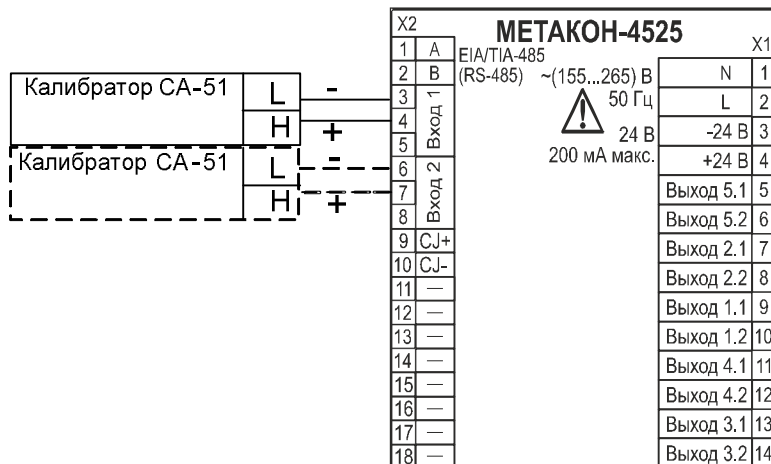 X2
МЕТАКОН-4525
X1
1 A
EIA/TIA-485
2 B
(RS-485) ~(155...265) В
N 1
Калибратор СА-51 L -
3
50 Гц
L 2
H +
4
Вход 1
24 В
-24 В 3
5
200 мА макс.
+24 В 4
Калибратор СА-51 L -
6
Выход 5.1 5
H +
7
Вход 2
Выход 5.2 6
8
Выход 2.1 7
9 CJ+
Выход 2.2 8
10 CJ-
11 —
Выход 1.1 9
12 —
Выход 1.2 10
13 —
14 —
Выход 4.1 11
15 —
Выход 4.2 12
16 —
17 —
Выход 3.1 13
18 —
Выход 3.2 14